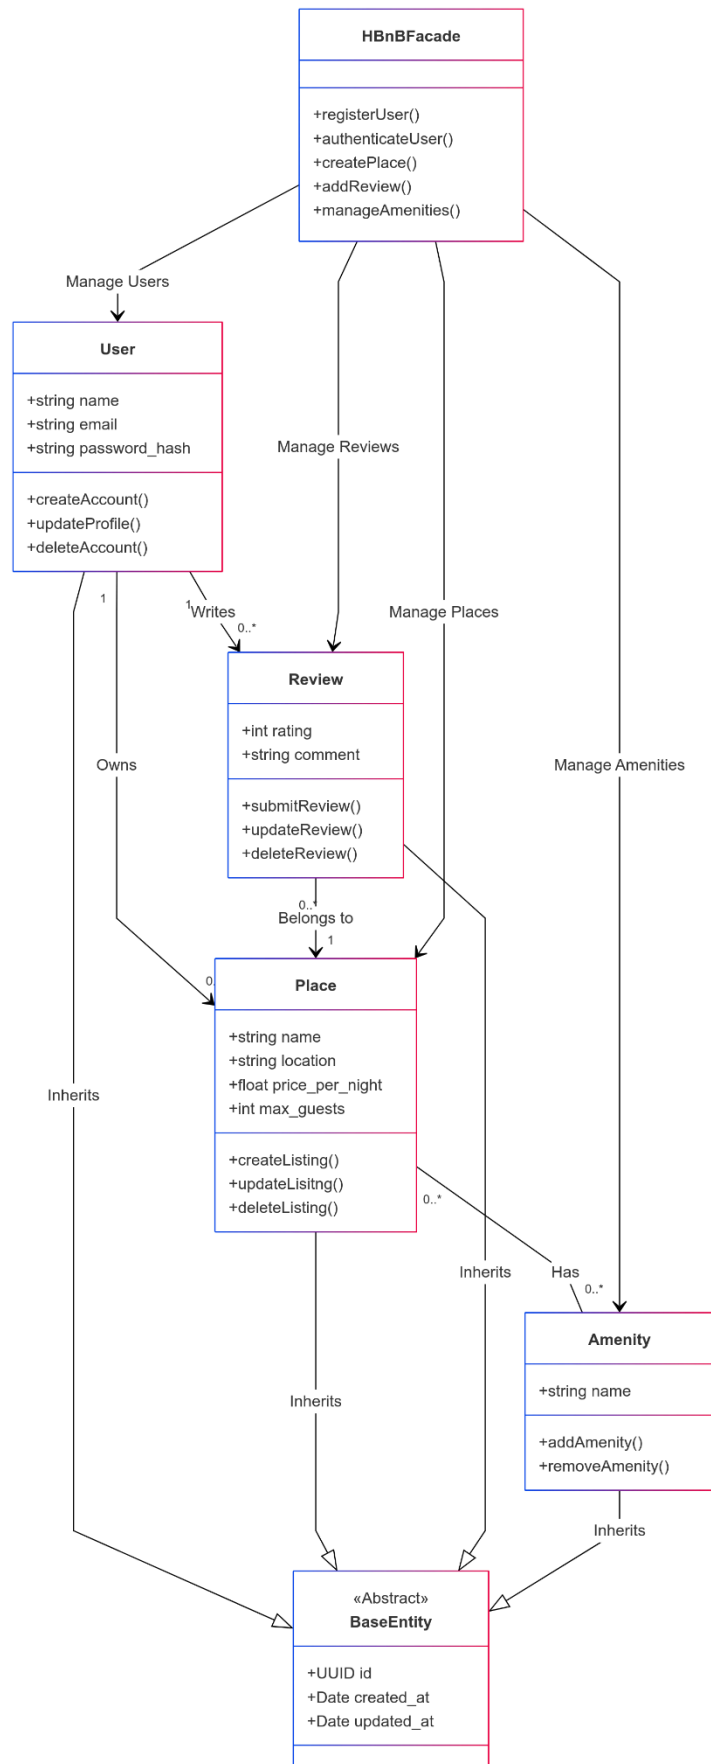 HBnBFacade
+registerUser()
+authenticateUser()
+createPlace()
+addReview()
+manageAmenities()
Manage Users
User
+string name
+string email
+string password_hash
+createAccount()
+updateProfile()
+deleteAccount()
Manage Reviews
1
1
Writes
0..*
Manage Places
Review
+int rating
+string comment
+submitReview()
+updateReview()
+deleteReview()
Owns
Manage Amenities
0..*
Belongs to
1
0.
Place
+string name
+string location
+float price_per_night
+int max_guests
+createListing()
+updateLisitng()
+deleteListing()
Inherits
0..*
Inherits
Has
0..*
Amenity
+string name
+addAmenity()
+removeAmenity()
Inherits
Inherits
«Abstract»
BaseEntity
+UUID id
+Date created_at
+Date updated_at